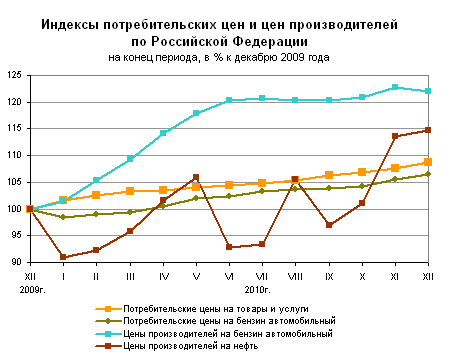 Индексы потребительских цен и цен производителей
по Российской Федерации
на конец периода, в % к декабрю 2009 года
125
120
115
110
105
100
95
90
XII I II III IV V VI VII VIII IX X XI XII
2009г. 2010г.
Потребительские цены на товары и услуги
Потребительские цены на бензин автомобильный
Цены производителей на бензин автомобильный
Цены производителей на нефть